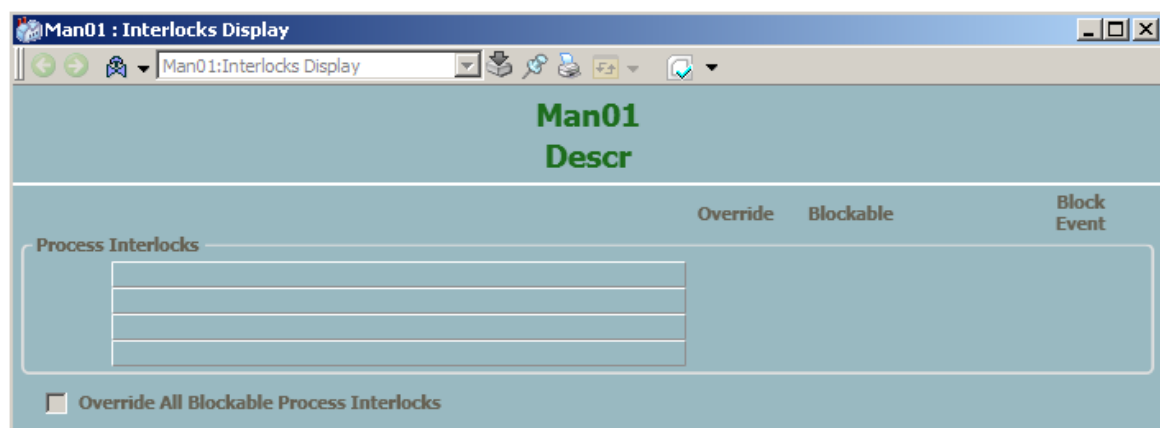 Man01 : Interlocks Display
Man01:Interlocks Display
Man01
Descr
Override Blockable Block
Event
Process Interlocks
Override All Blockable Process Interlocks